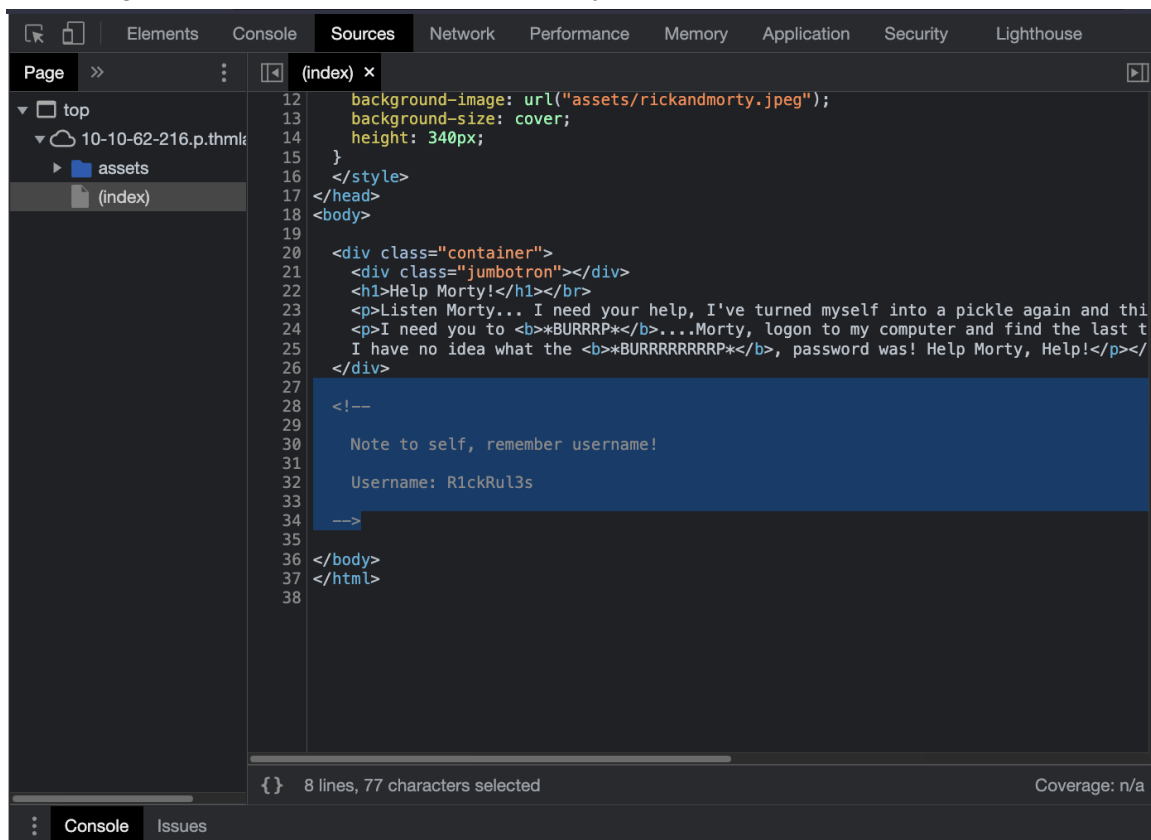 Elements Console Sources Network Performance Memory Application Security Lighthouse
Page
(index) ×
top
10-10-62-216.p.thmla
assets
(index)
12 background-image: url("assets/rickandmorty.jpeg");
13 background-size: cover;
14 height: 340px;
15 }
16 </style>
17 </head>
18 <body>
19
20 <div class="container">
21 <div class="jumbotron"></div>
22 <h1>Help Morty!</h1></br>
23 <p>Listen Morty... I need your help, I've turned myself into a pickle again and thi
24 <p>I need you to <b>*BURRRP*</b>....Morty, logon to my computer and find the last t
25 I have no idea what the <b>*BURRRRRRRRP*</b>, password was! Help Morty, Help!</p></
26 </div>
27
28 <!--
29
30 Note to self, remember username!
31
32 Username: R1ckRul3s
33
34 -->
35
36 </body>
37 </html>
38
{} 8 lines, 77 characters selected Coverage: n/a
Console Issues